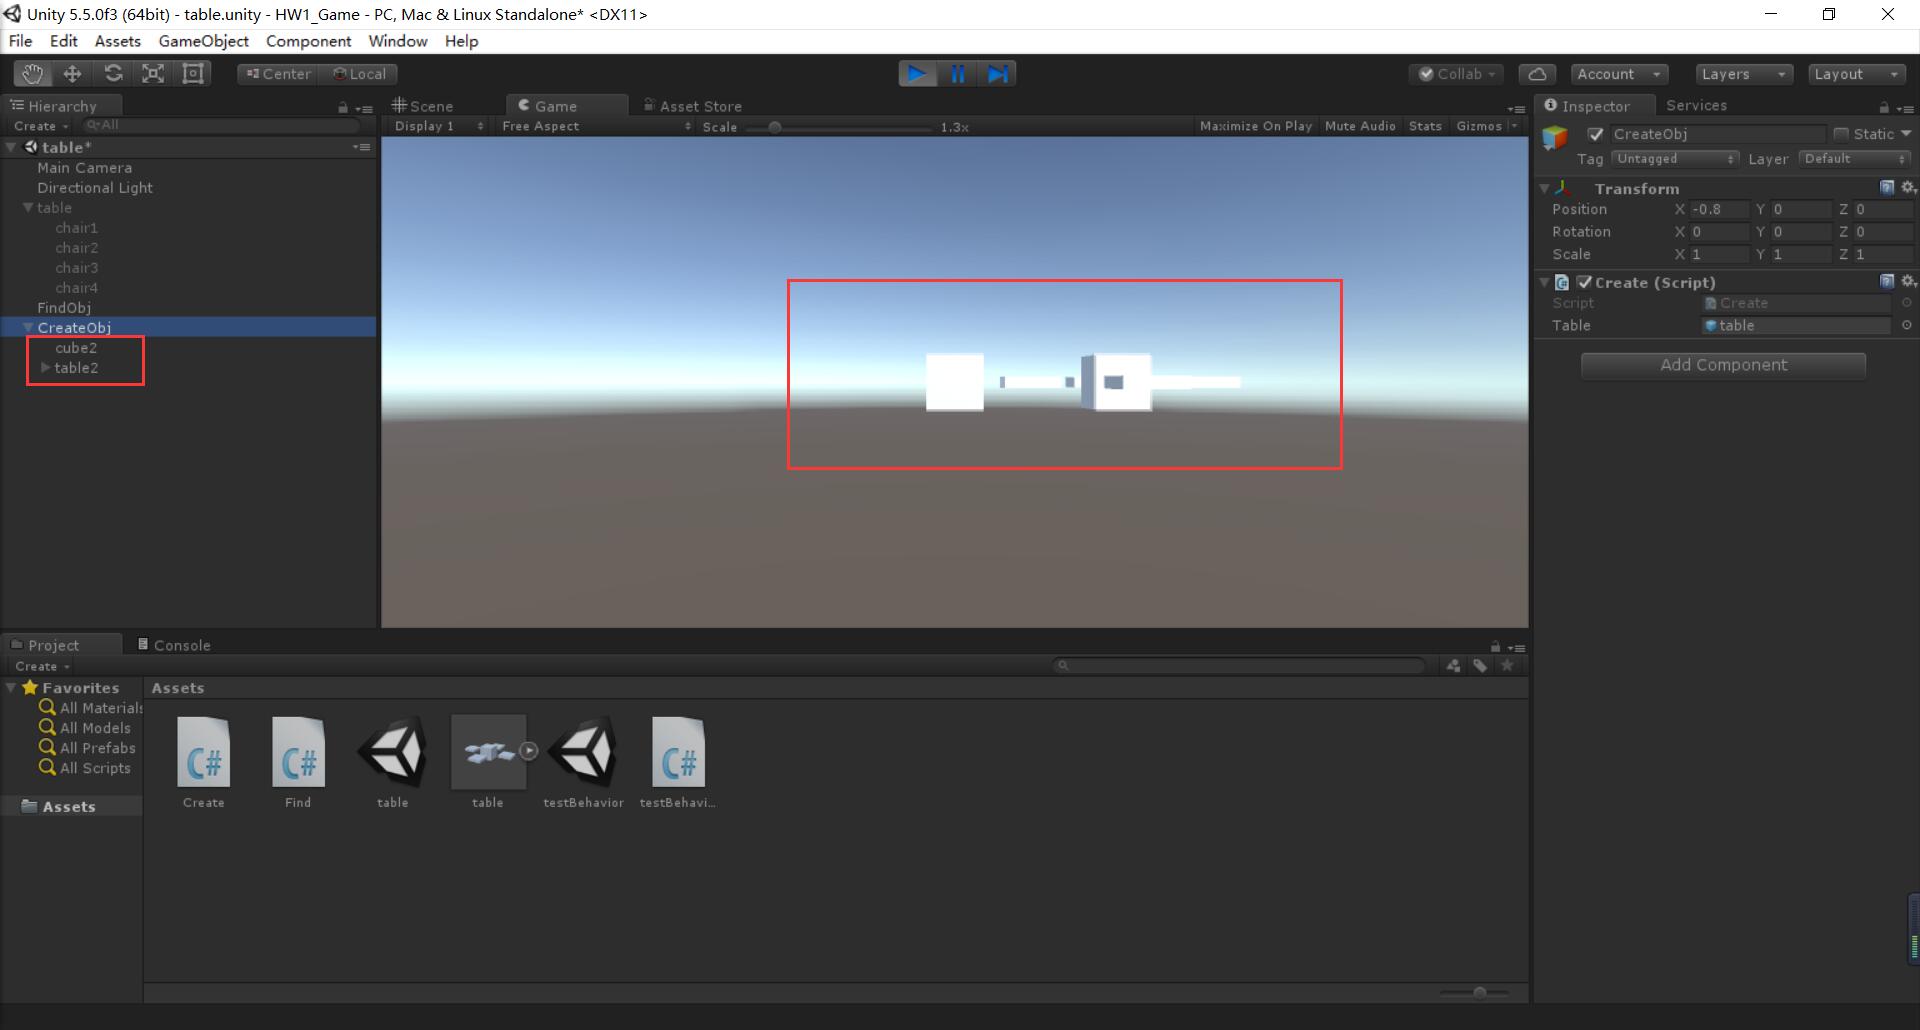 Unity 5.5.0f3 (64bit) - table.unity - HW1_Game - PC, Mac & Linux Standalone* <DX11>
File Edit Assets GameObject Component Window Help
Center Local Collab Account Layers Layout
Hierarchy
Create All
table*
Main Camera
Directional Light
table
chair1
chair2
chair3
chair4
FindObj
CreateObj
cube2
table2
Scene Game Asset Store
Display 1 Free Aspect Scale 1.3x Maximize On Play Mute Audio Stats Gizmos
Inspector Services
CreateObj Static
Tag Untagged Layer Default
Transform
Position X -0.8 Y 0 Z 0
Rotation X 0 Y 0 Z 0
Scale X 1 Y 1 Z 1
Create (Script)
Script Create
Table table
Add Component
Project Console
Create
Favorites
All Materials
All Models
All Prefabs
All Scripts
Assets
Assets
C# C# C#
Create Find table table testBehavior testBehavi...